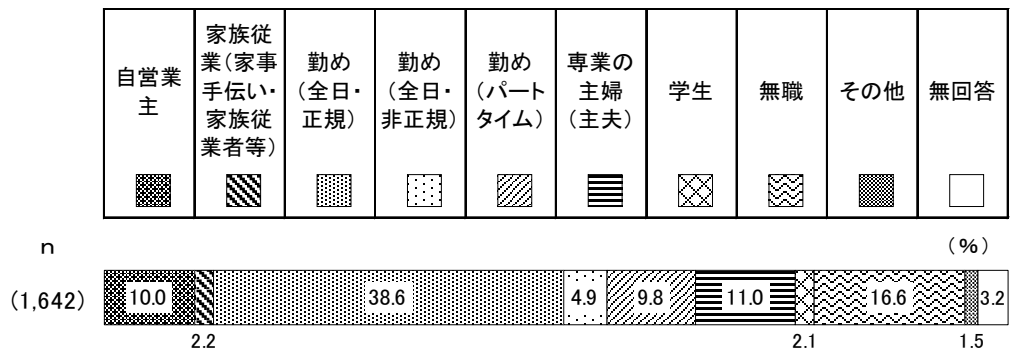 自営業
主
家族従
業(家事
手伝い・
家族従
業者等)
勤め
(全日・
正規)
勤め
(全日・
非正規)
勤め
(パート
タイム)
専業の
主婦
(主夫)
学生
無職
その他
無回答
n
(%)
(1,642)
10.0
38.6
4.9
9.8
11.0
16.6
3.2
2.2
2.1
1.5